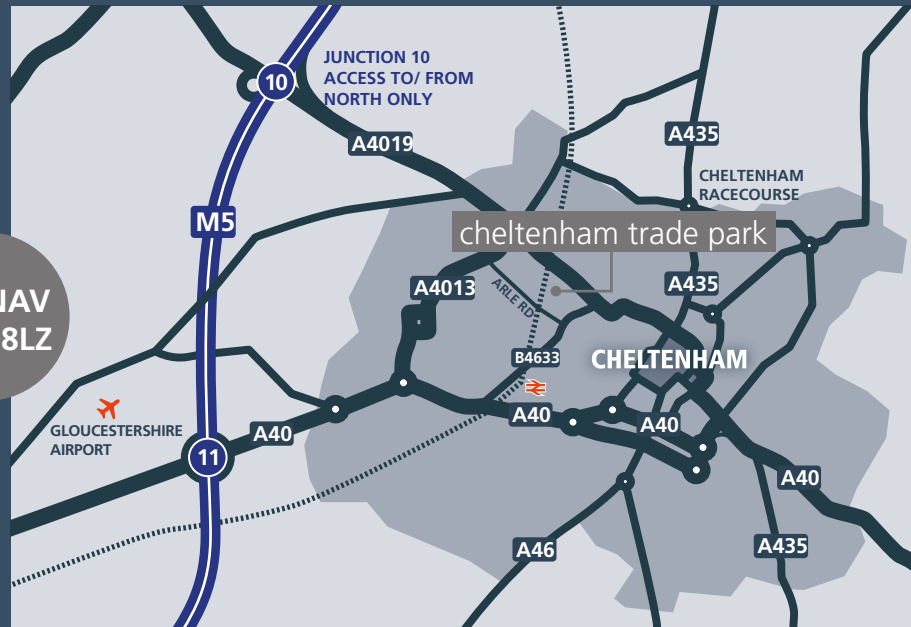 JUNCTION 10
ACCESS TO/ FROM
NORTH ONLY
10
A4019
A435
CHELTENHAM
RACECOURSE
M5
cheltenham trade park
A4013
A435
ARLE RD
8LZ
B4633
CHELTENHAM
A40
A40
A40
GLOUCESTERSHIRE
AIRPORT
11
A40
A46
A435